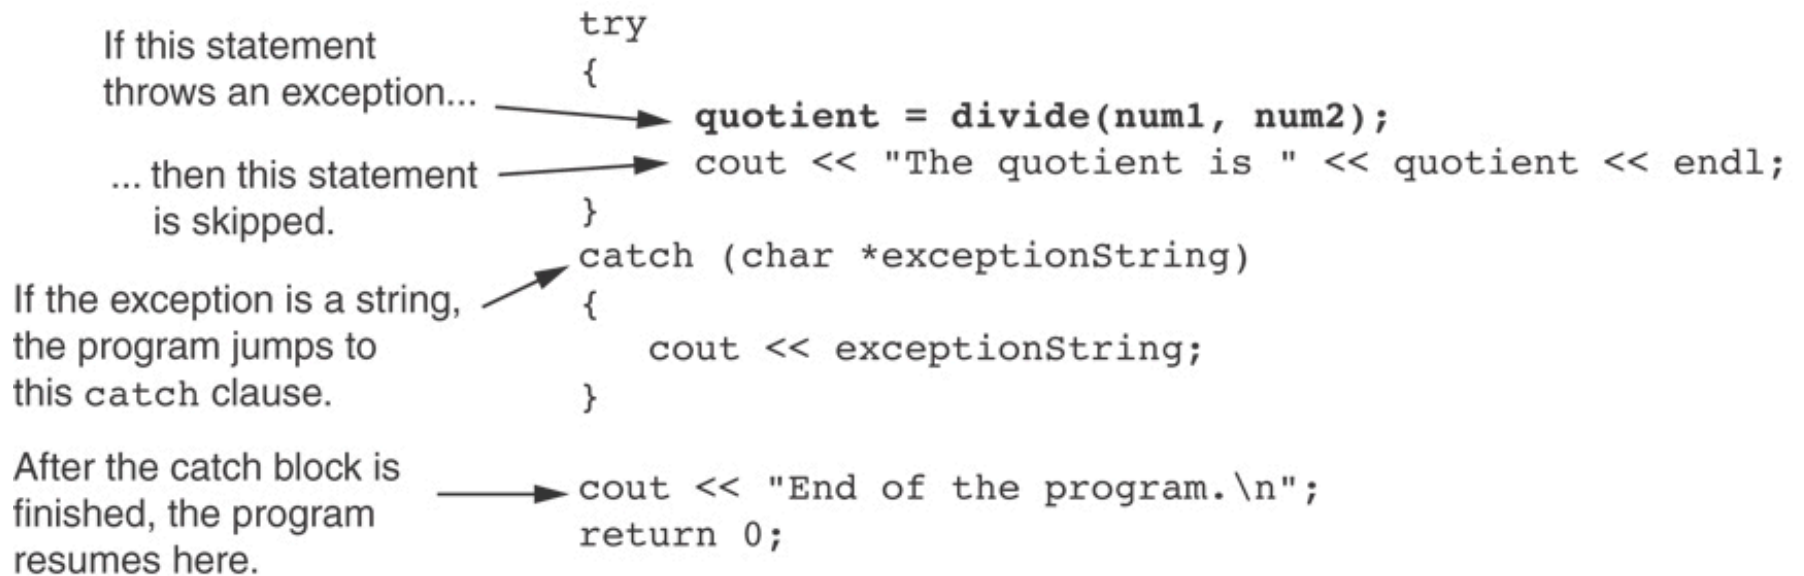 If this statement
throws an exception...
... then this statement
is skipped.
If the exception is a string,
the program jumps to
this catch clause.
After the catch block is
finished, the program
resumes here.
try
{
quotient = divide(num1, num2);
cout << "The quotient is " << quotient << endl;
}
catch (char *exceptionString)
{
cout << exceptionString;
}
cout << "End of the program.\n";
return 0;